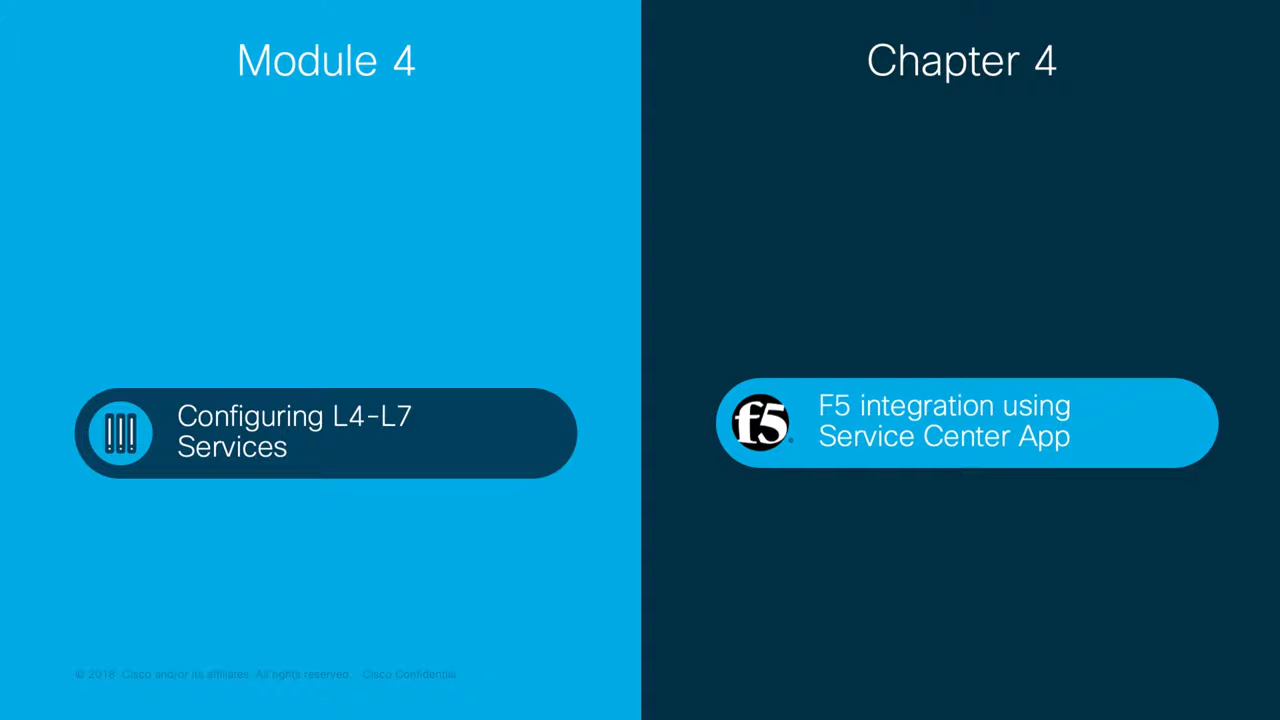 Module 4
Configuring L4-L7
Services
© 2018 Cisco and/or its affiliates. All rights reserved. Cisco Confidential
Chapter 4
f5
F5 integration using
Service Center App